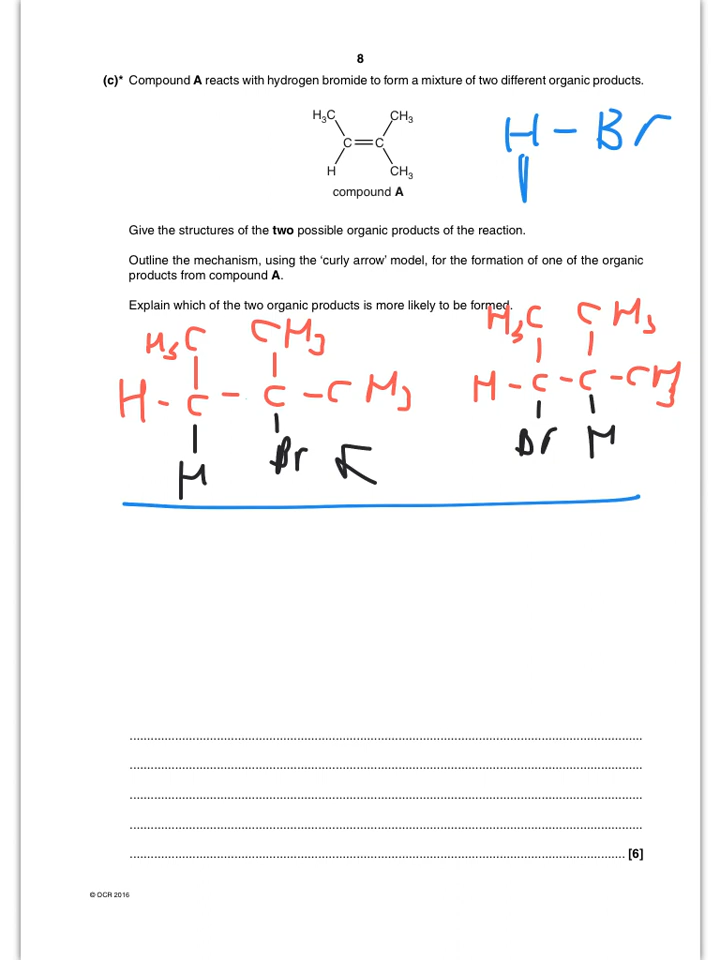 8
(c)* Compound A reacts with hydrogen bromide to form a mixture of two different organic products.
H3C CH3
C=C
H CH3
compound A
H - Br
Give the structures of the two possible organic products of the reaction.
Outline the mechanism, using the ‘curly arrow’ model, for the formation of one of the organic
products from compound A.
Explain which of the two organic products is more likely to be formed.
H3C CH3 H3C CH3
H - C - C - CH3 H - C - C - CH3
H Br Br H
[6]
© OCR 2016